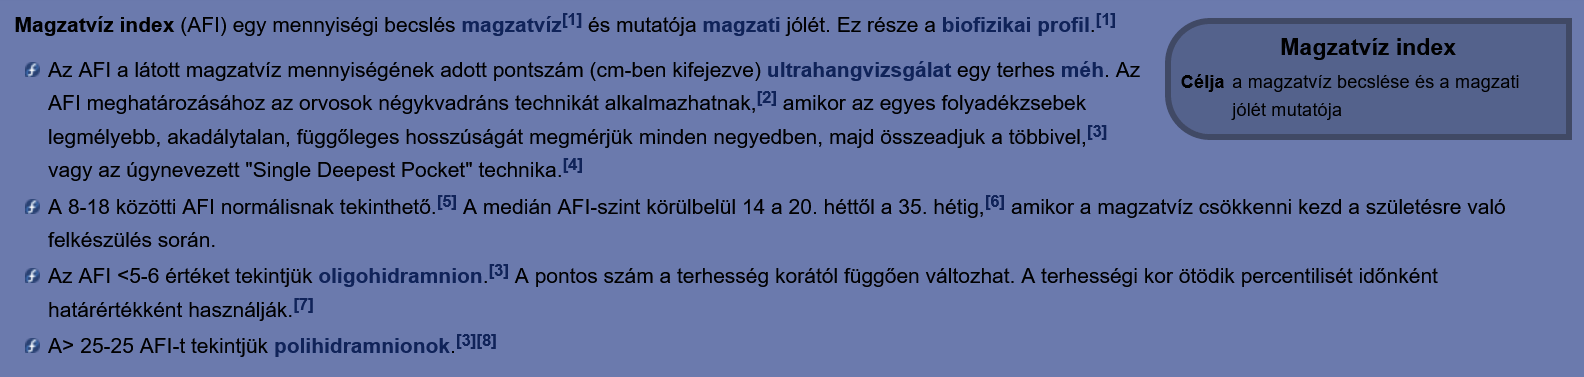 Magzatvíz index (AFI) egy mennyiségi becslés magzatvíz[1] és mutatója magzati jólét. Ez része a biofizikai profil.[1]
Az AFI a látott magzatvíz mennyiségének adott pontszám (cm-ben kifejezve) ultrahangvizsgálat egy terhes méh. Az
AFI meghatározásához az orvosok négykvadráns technikát alkalmazhatnak,[2] amikor az egyes folyadékzsebek
legmélyebb, akadálytalan, függőleges hosszúságát megmérjük minden negyedben, majd összeadjuk a többivel,[3]
vagy az úgynevezett "Single Deepest Pocket" technika.[4]
A 8-18 közötti AFI normálisnak tekinthető.[5] A medián AFI-szint körülbelül 14 a 20. héttől a 35. hétig,[6] amikor a magzatvíz csökkenni kezd a születésre való
felkészülés során.
Az AFI <5-6 értéket tekintjük oligohidramnion.[3] A pontos szám a terhesség korától függően változhat. A terhességi kor ötödik percentilisét időnként
határértékként használják.[7]
A> 25-25 AFI-t tekintjük polihidramnionok.[3][8]
Magzatvíz index
Célja a magzatvíz becslése és a magzati
jólét mutatója